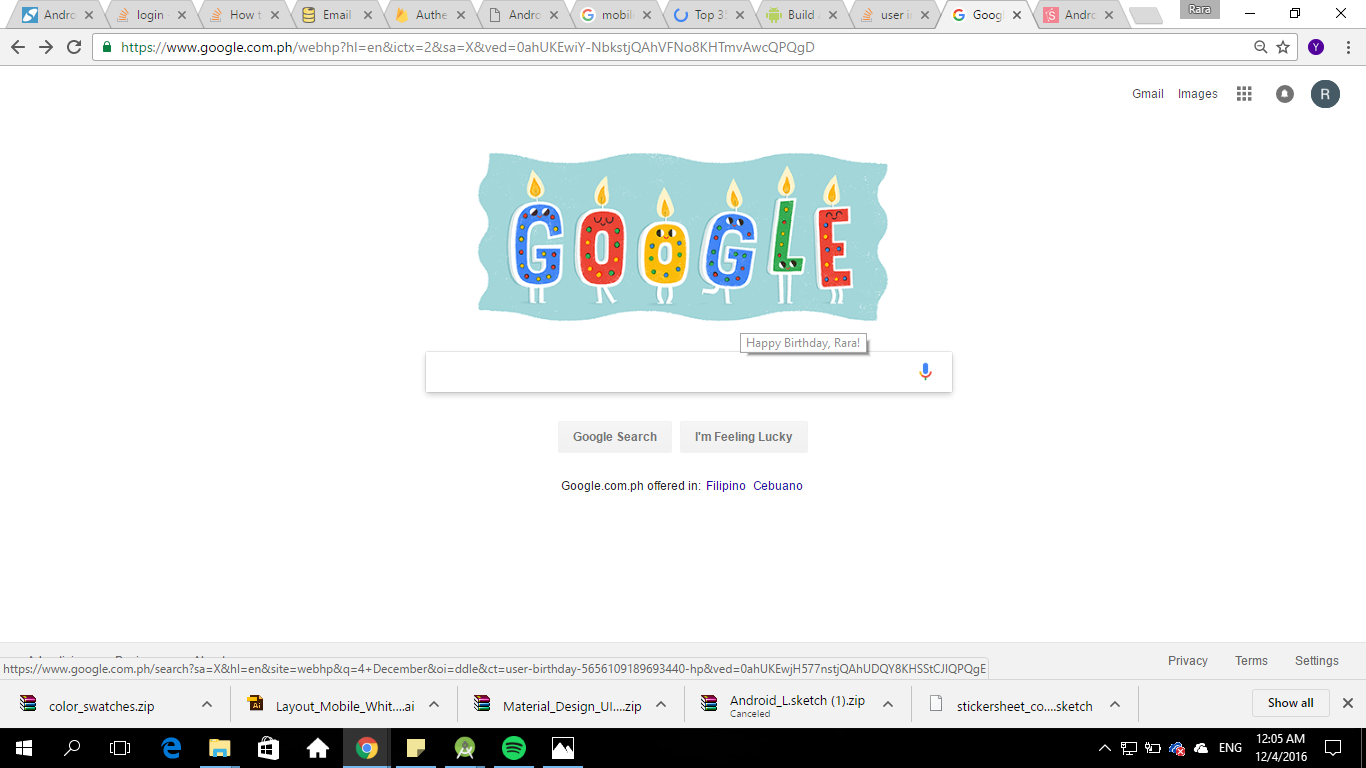 Andro
login -
How t
Email
Authe
Andro
mobil
Top 3
Build
user i
Googl
Andro
Rara
https://www.google.com.ph/webhp?hl=en&ictx=2&sa=X&ved=0ahUKEwiY-NbkstjQAhVFNo8KHTmvAwcQPQgD
Y
Gmail Images
R
GOOGLE
Happy Birthday, Rara!
Google Search I'm Feeling Lucky
Google.com.ph offered in: Filipino Cebuano
Privacy Terms Settings
https://www.google.com.ph/search?sa=X&hl=en&site=webhp&q=4+December&oi=ddle&ct=user-birthday-5656109189693440-hp&ved=0ahUKEwjH577nstjQAhUDQY8KHSStCJIQPQgE
color_swatches.zip
Layout_Mobile_Whit....ai
Material_Design_UI....zip
Android_L.sketch (1).zip
Canceled
stickersheet_co....sketch
Show all
ENG
12:05 AM
12/4/2016